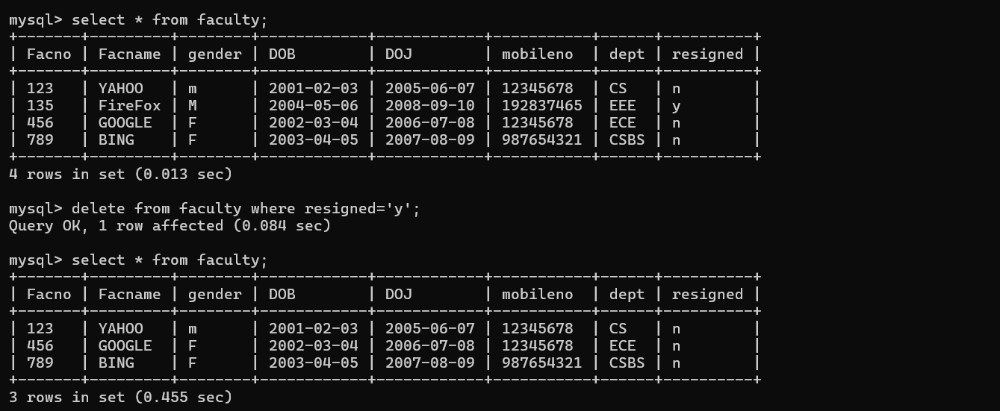 mysql> select * from faculty;
+-------+---------+--------+------------+------------+-----------+------+----------+
| Facno | Facname | gender | DOB        | DOJ        | mobileno  | dept | resigned |
+-------+---------+--------+------------+------------+-----------+------+----------+
| 123   | YAHOO   | m      | 2001-02-03 | 2005-06-07 | 12345678  | CS   | n        |
| 135   | FireFox | M      | 2004-05-06 | 2008-09-10 | 192837465 | EEE  | y        |
| 456   | GOOGLE  | F      | 2002-03-04 | 2006-07-08 | 12345678  | ECE  | n        |
| 789   | BING    | F      | 2003-04-05 | 2007-08-09 | 987654321 | CSBS | n        |
+-------+---------+--------+------------+------------+-----------+------+----------+
4 rows in set (0.013 sec)

mysql> delete from faculty where resigned='y';
Query OK, 1 row affected (0.084 sec)

mysql> select * from faculty;
+-------+---------+--------+------------+------------+-----------+------+----------+
| Facno | Facname | gender | DOB        | DOJ        | mobileno  | dept | resigned |
+-------+---------+--------+------------+------------+-----------+------+----------+
| 123   | YAHOO   | m      | 2001-02-03 | 2005-06-07 | 12345678  | CS   | n        |
| 456   | GOOGLE  | F      | 2002-03-04 | 2006-07-08 | 12345678  | ECE  | n        |
| 789   | BING    | F      | 2003-04-05 | 2007-08-09 | 987654321 | CSBS | n        |
+-------+---------+--------+------------+------------+-----------+------+----------+
3 rows in set (0.455 sec)